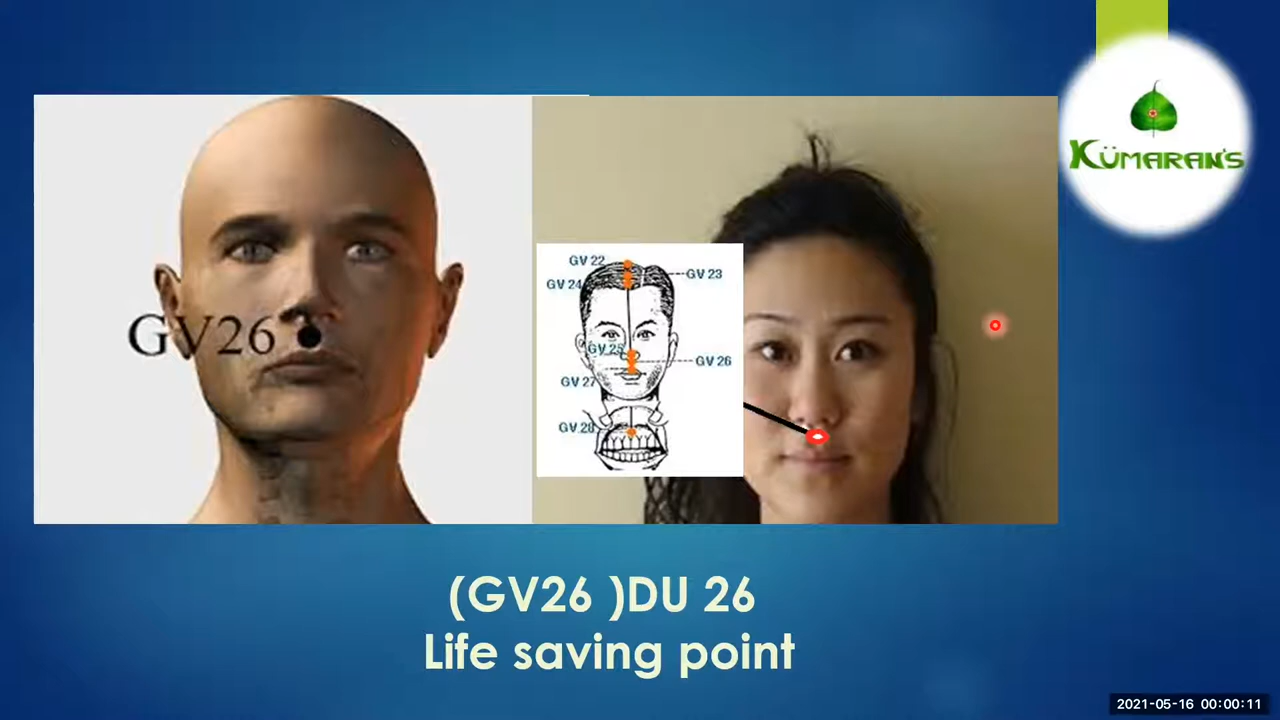 KÜMARAN'S
GV26
GV 22
GV 23
GV 24
GV 25
GV 26
GV 27
GV 28
(GV26 )DU 26
Life saving point
2021-05-16 00:00:11